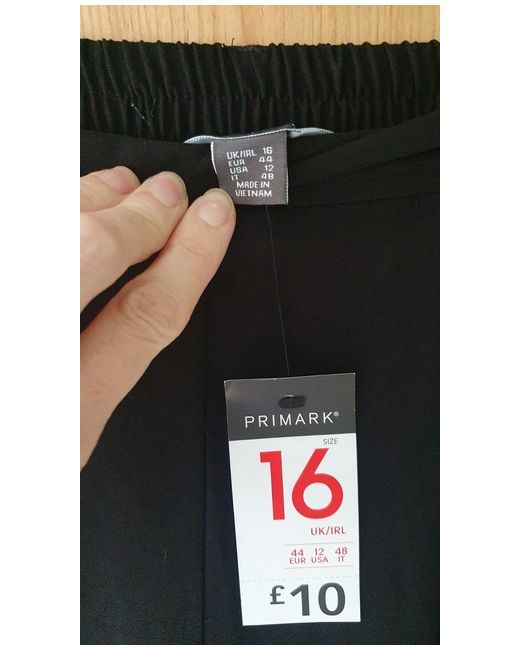 UK/IRL 16
EUR 44
USA 12
IT 48
MADE IN
VIETNAM
PRIMARK®
SIZE
16
UK/IRL
44 12 48
EUR USA IT
£10